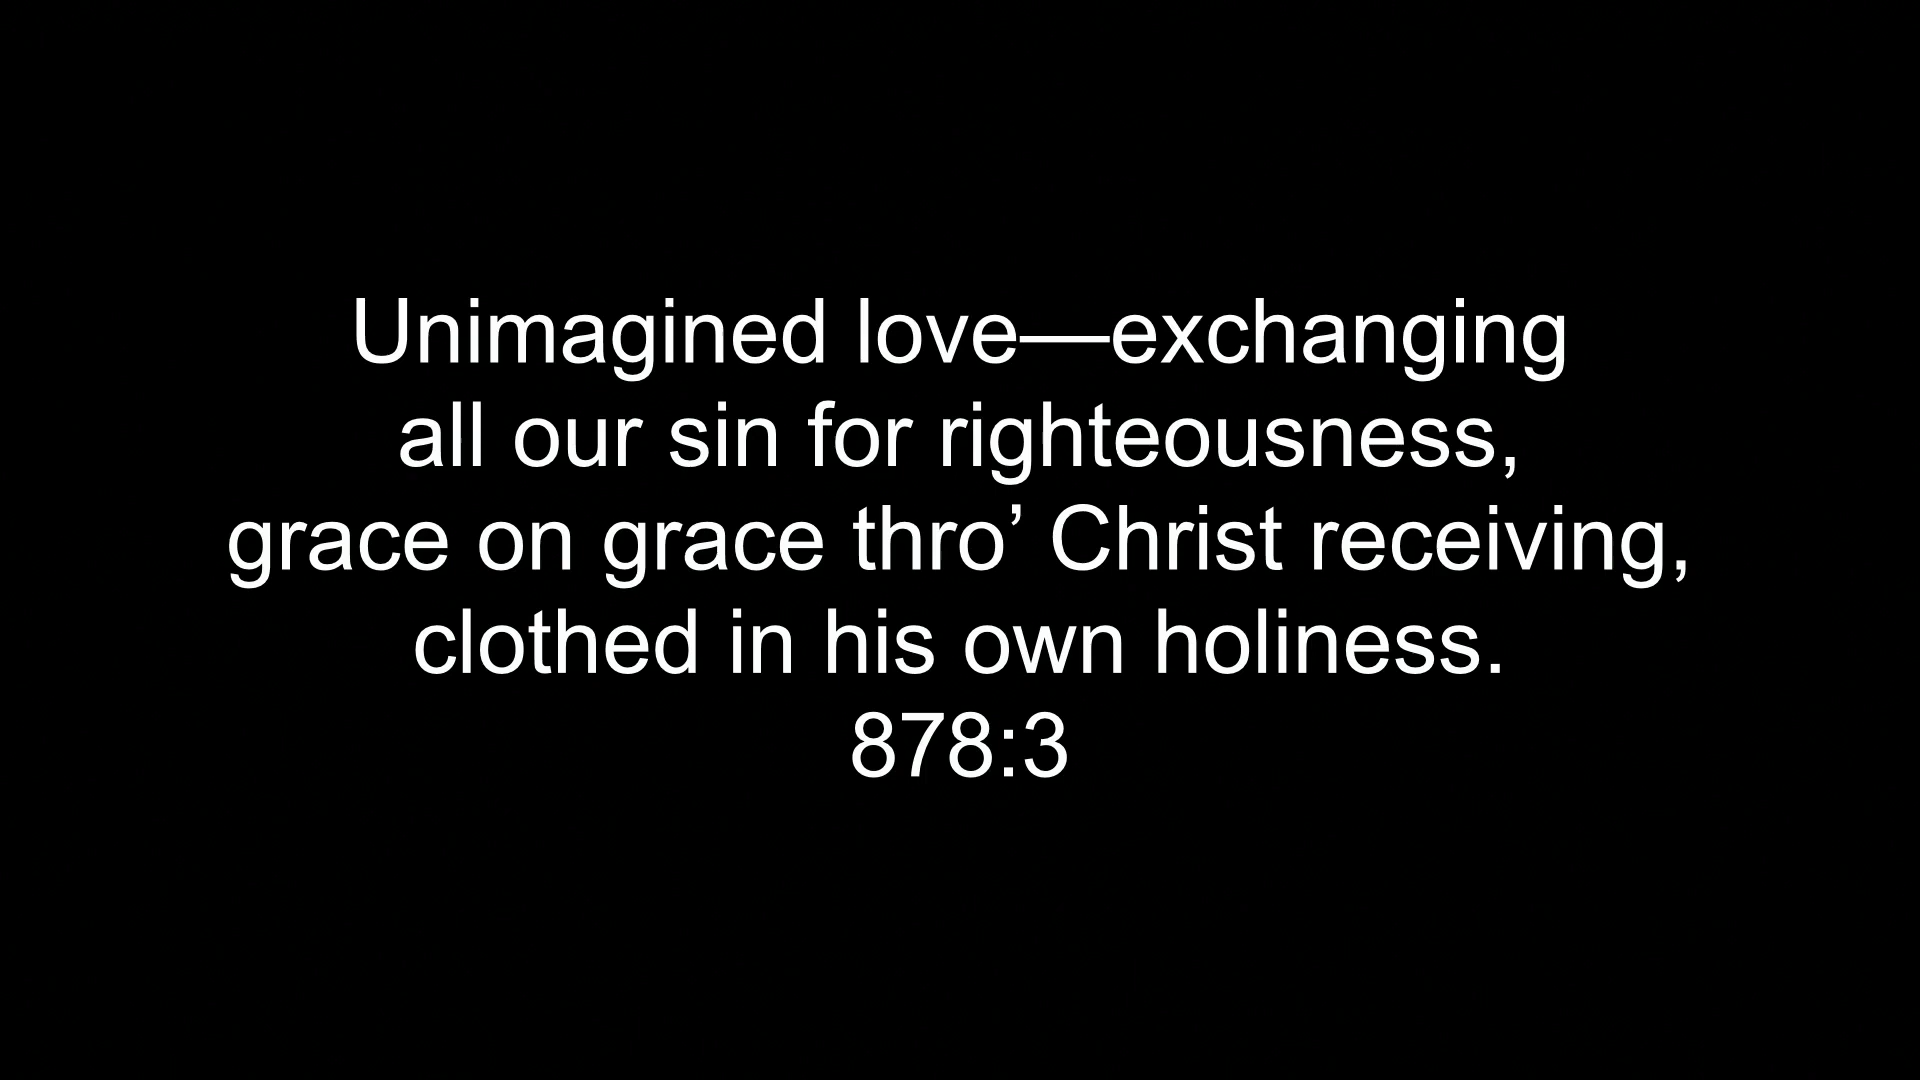 Unimagined love—exchanging
all our sin for righteousness,
grace on grace thro’ Christ receiving,
clothed in his own holiness.
878:3